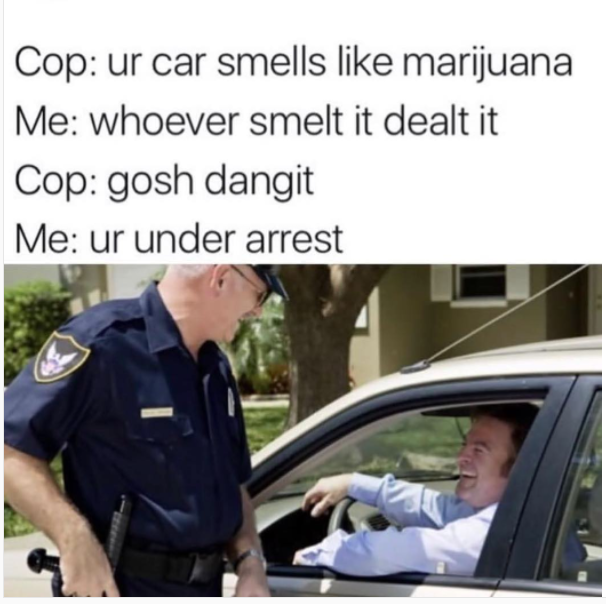 Cop: ur car smells like marijuana
Me: whoever smelt it dealt it
Cop: gosh dangit
Me: ur under arrest